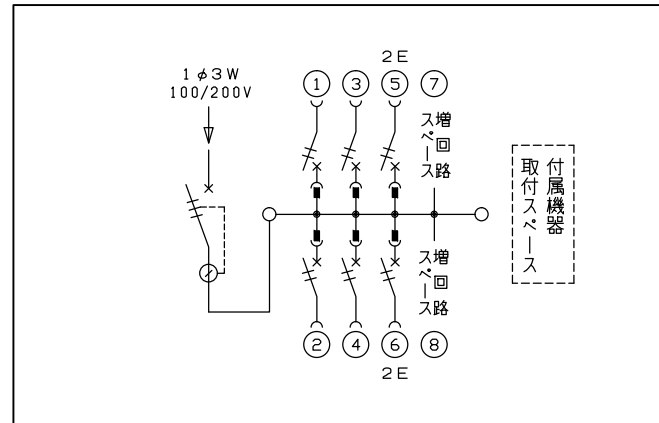 2E
1φ3W
100/200V
① ③ ⑤ ⑦
増回路
スペース
付属機器
取付スペース
増回路
スペース
② ④ ⑥ ⑧
2E